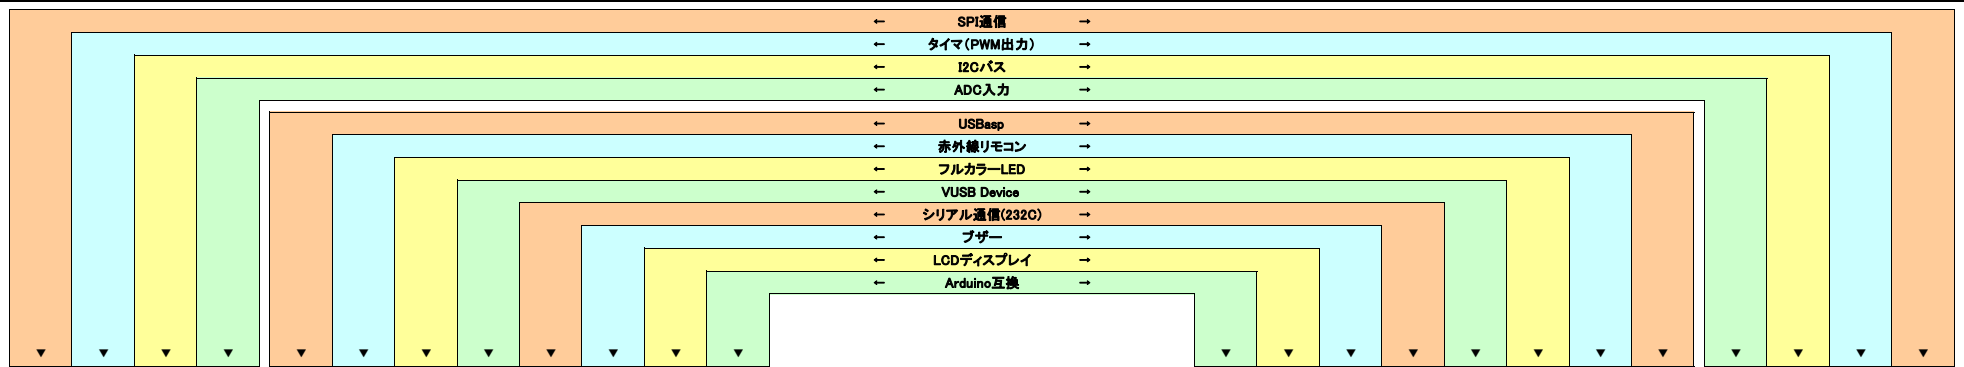 ← SPI通信 →
← タイマ(PWM出力) →
← I2Cバス →
← ADC入力 →
← USBasp →
← 赤外線リモコン →
← フルカラーLED →
← VUSB Device →
← シリアル通信(232C) →
← ブザー →
← LCDディスプレイ →
← Arduino互換 →
▼ ▼ ▼ ▼ ▼ ▼ ▼ ▼ ▼ ▼ ▼ ▼ ▼ ▼ ▼ ▼ ▼ ▼ ▼ ▼ ▼ ▼ ▼ ▼